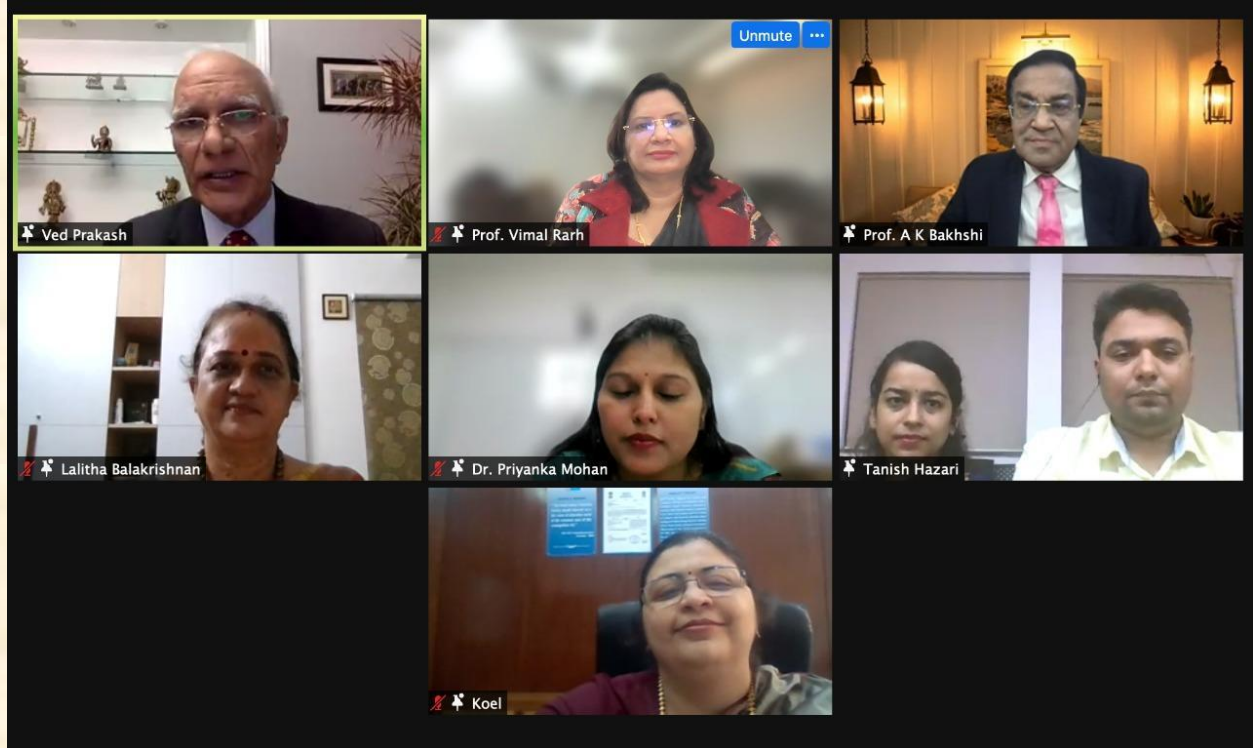 Unmute
...
Ved Prakash
Prof. Vimal Rarh
Prof. A K Bakhshi
Lalitha Balakrishnan
Dr. Priyanka Mohan
Tanish Hazari
Koel